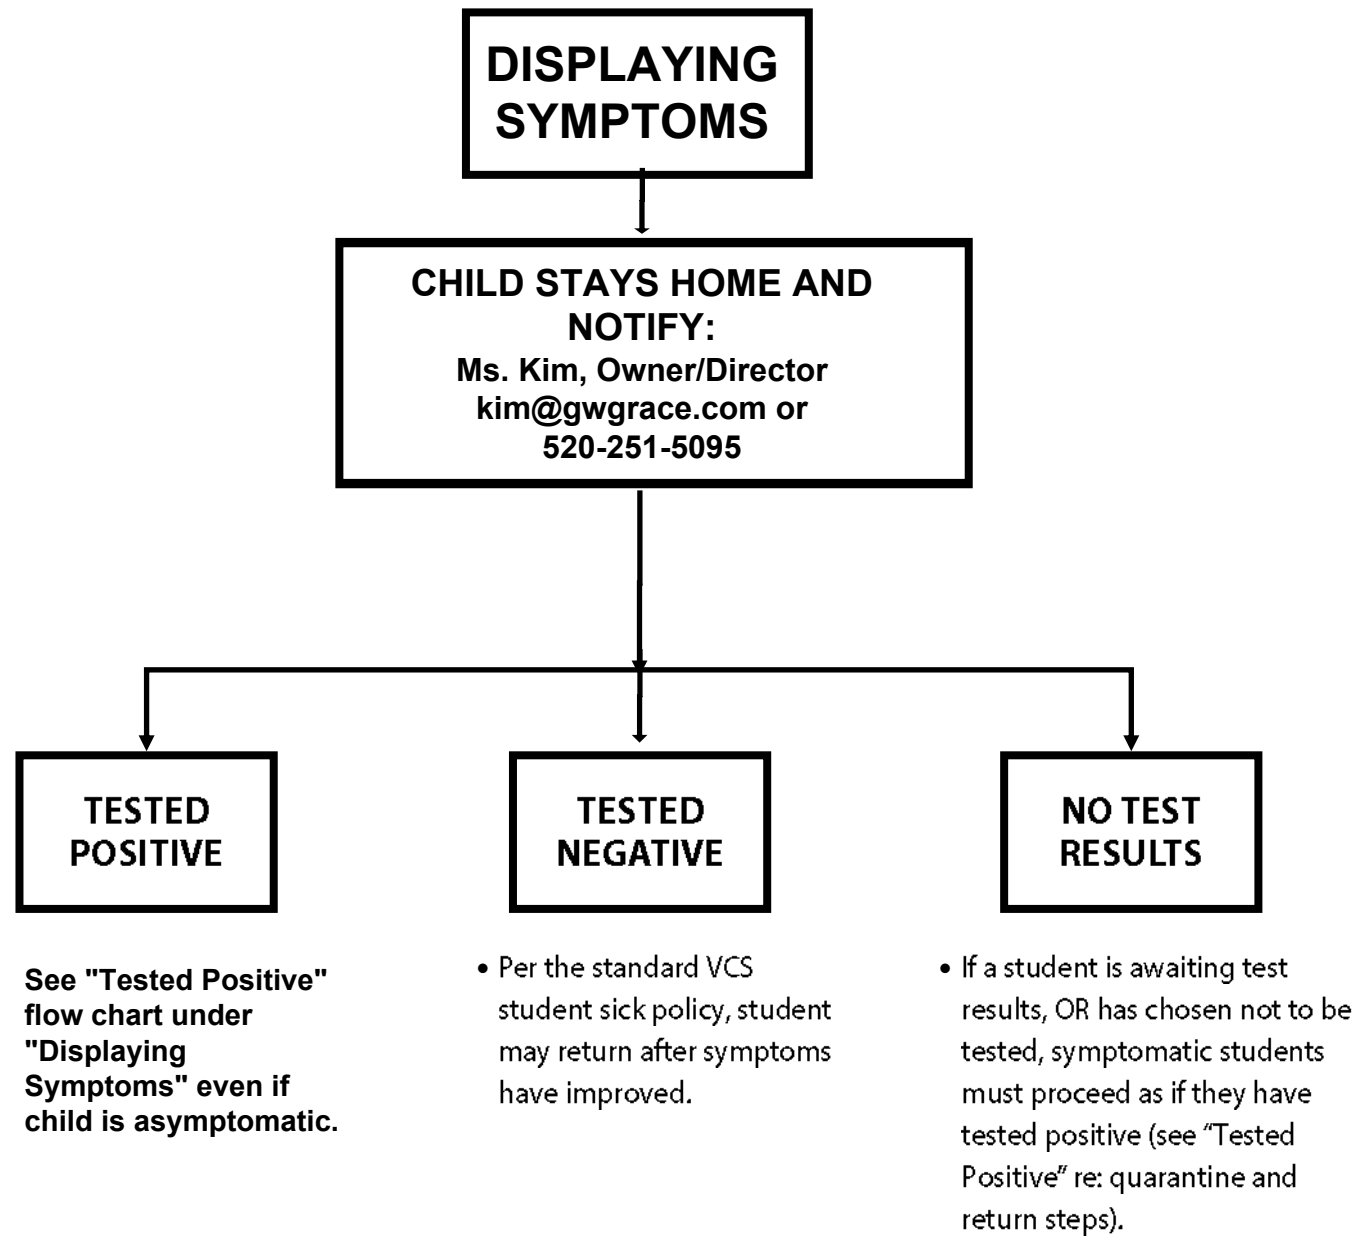 DISPLAYING
SYMPTOMS
CHILD STAYS HOME AND
NOTIFY:
Ms. Kim, Owner/Director
kim@gwgrace.com or
520-251-5095
TESTED
POSITIVE
See "Tested Positive"
flow chart under
"Displaying
Symptoms" even if
child is asymptomatic.
TESTED
NEGATIVE
• Per the standard VCS
student sick policy, student
may return after symptoms
have improved.
NO TEST
RESULTS
• If a student is awaiting test
results, OR has chosen not to be
tested, symptomatic students
must proceed as if they have
tested positive (see “Tested
Positive” re: quarantine and
return steps).